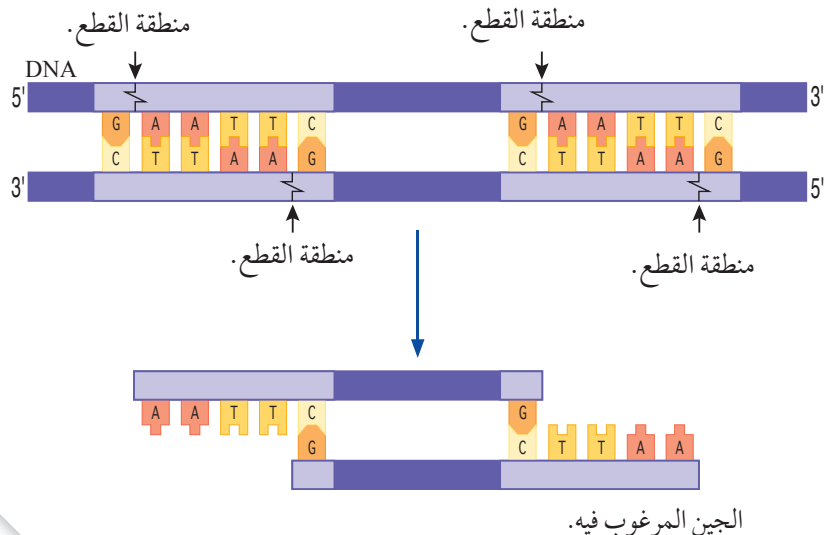 منطقة القطع. منطقة القطع.
DNA
5' 3'
G A A T T C G A A T T C
C T T A A G C T T A A G
3' 5'
منطقة القطع. منطقة القطع.
A A T T C G
G C T T A A
الجين المرغوب فيه.